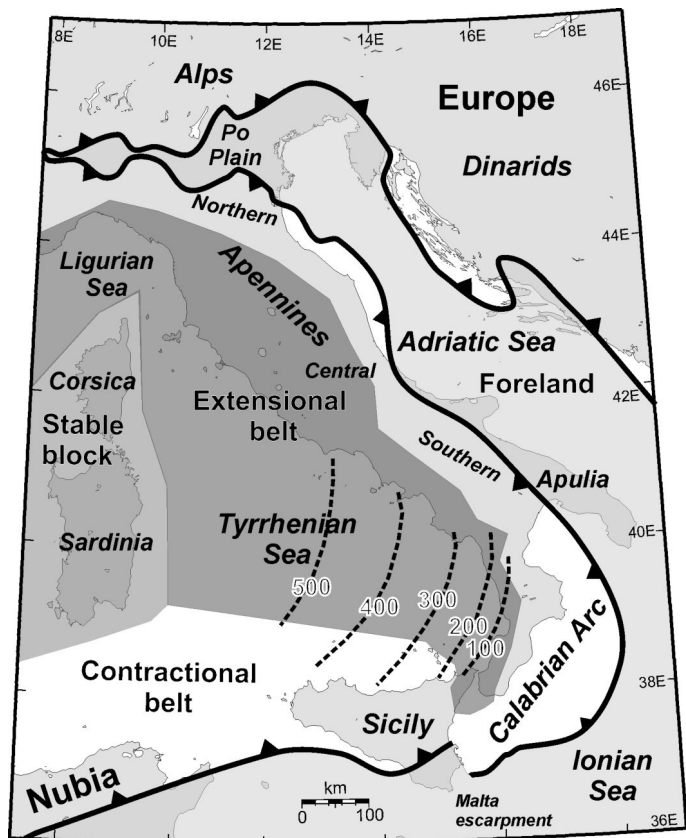 8E
10E
12E
14E
16E
18E
Alps
Europe
46E
Po
Plain
Dinarids
Northern
44E
Ligurian
Sea
Apennines
Adriatic Sea
Central
Foreland
42E
Corsica
Extensional
belt
Stable
block
Southern
Apulia
Tyrrhenian
Sea
40E
Sardinia
500
400
300
200
100
Calabrian Arc
38E
Contractional
belt
Sicily
Ionian
Sea
Nubia
km
0 100
Malta
escarpment
36E